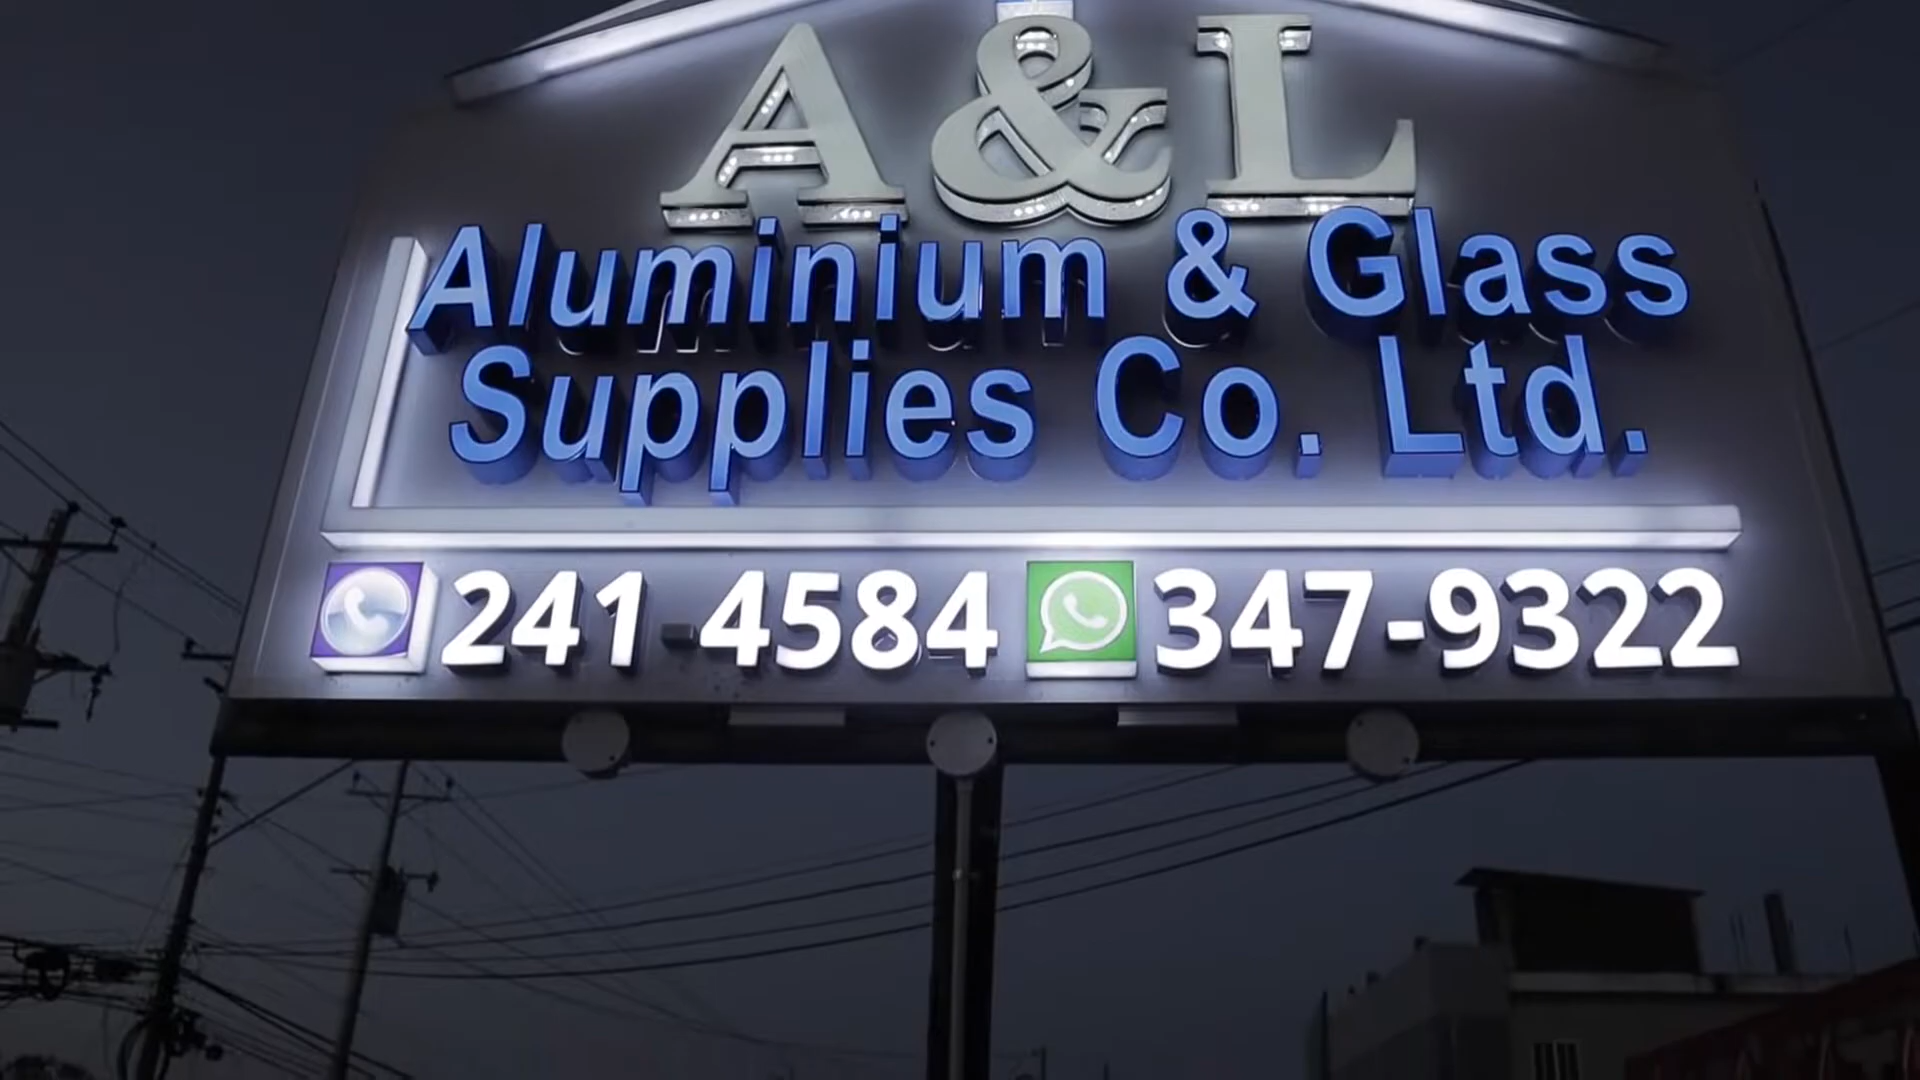 A&L
Aluminium & Glass
Supplies Co. Ltd.
241-4584 347-9322